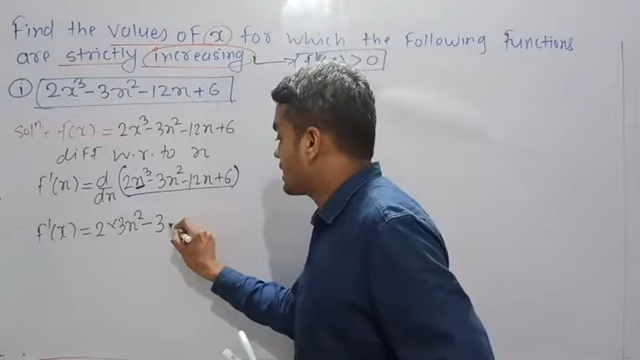 Find the values of x for which the following functions
are strictly increasing → f'(x) > 0
① 2x³-3x²-12x+6
Solⁿ- f(x) = 2x³-3x²-12x+6
diff w.r. to x
f'(x) = d/dx (2x³-3x²-12x+6)
f'(x) = 2×3x²-3